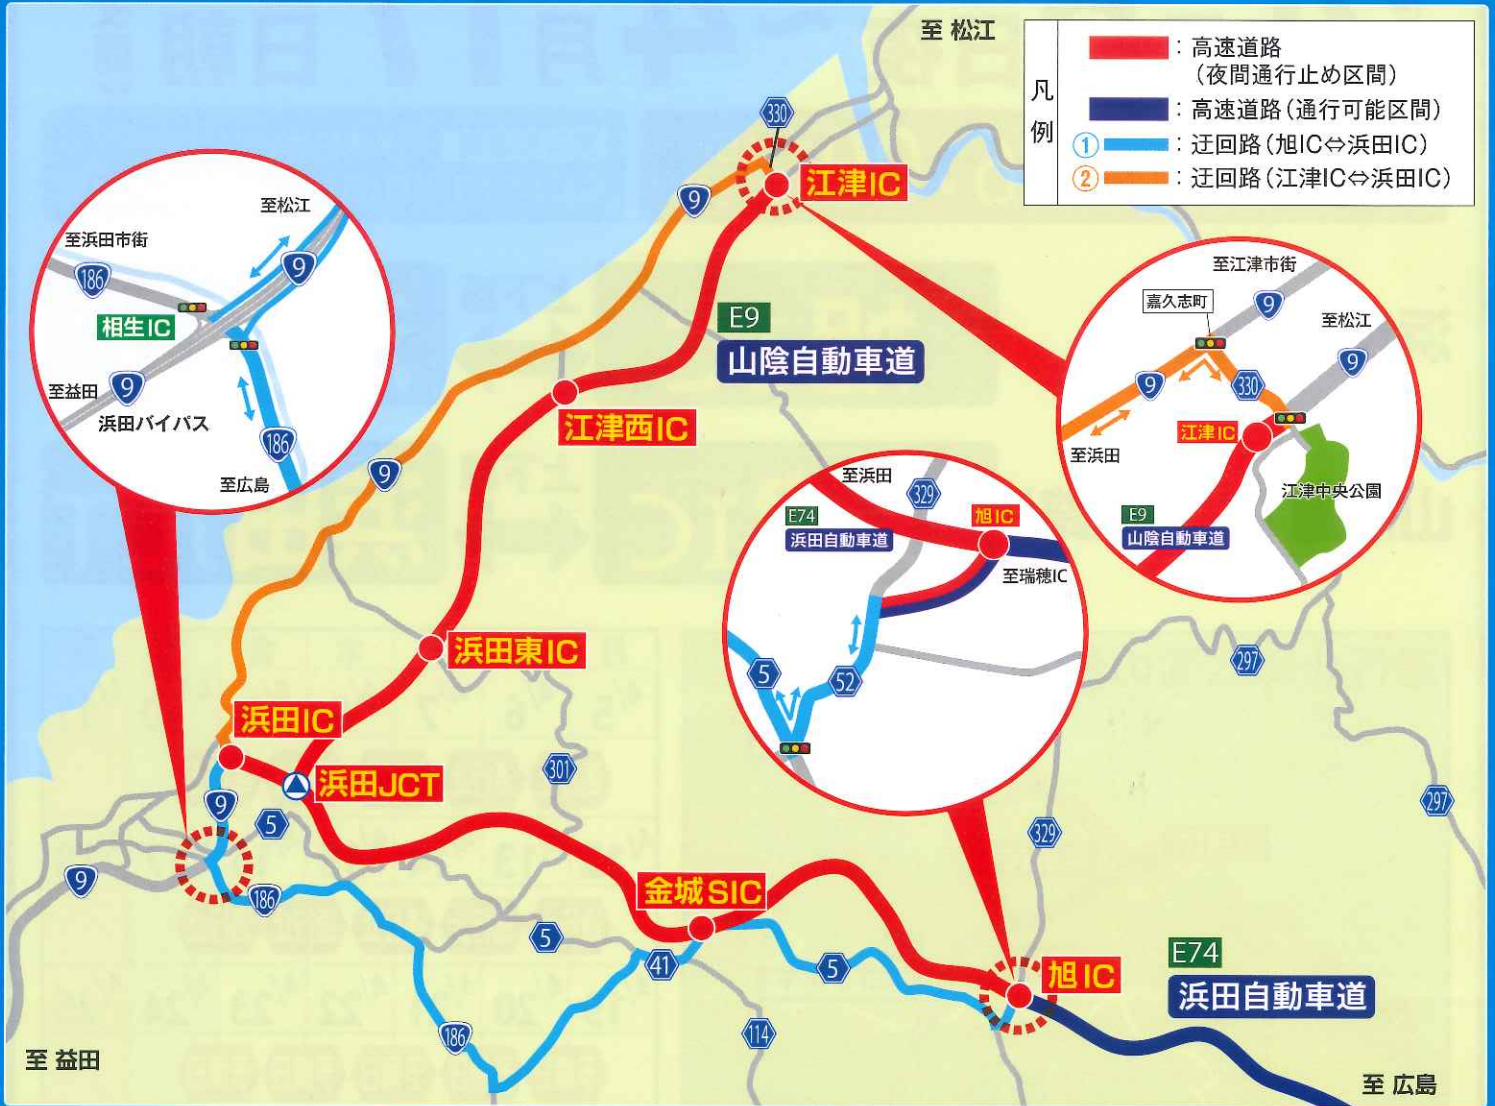 至 松江
凡例
：高速道路
（夜間通行止め区間）
：高速道路（通行可能区間）
①：迂回路（旭IC⇔浜田IC）
②：迂回路（江津IC⇔浜田IC）
330
江津IC
9
E9
山陰自動車道
江津西IC
9
浜田東IC
浜田IC
浜田JCT
9
5
301
9
186
金城SIC
5
41
5
186
114
旭IC
329
297
297
E74
浜田自動車道
至 益田
至 広島
至松江
至浜田市街
186
9
相生IC
至益田
9
浜田バイパス
186
至広島
至江津市街
嘉久志町
9
至松江
9
9
330
江津IC
至浜田
江津中央公園
E9
山陰自動車道
至浜田
329
E74
浜田自動車道
旭IC
至瑞穂IC
5
52